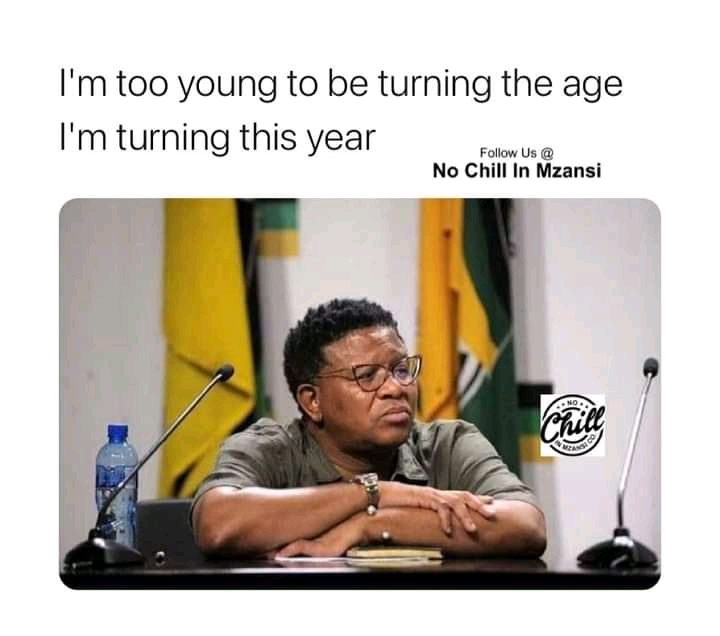 I'm too young to be turning the age
I'm turning this year
Follow Us @
No Chill In Mzansi
NO
Chill
IN MZANSI CO.